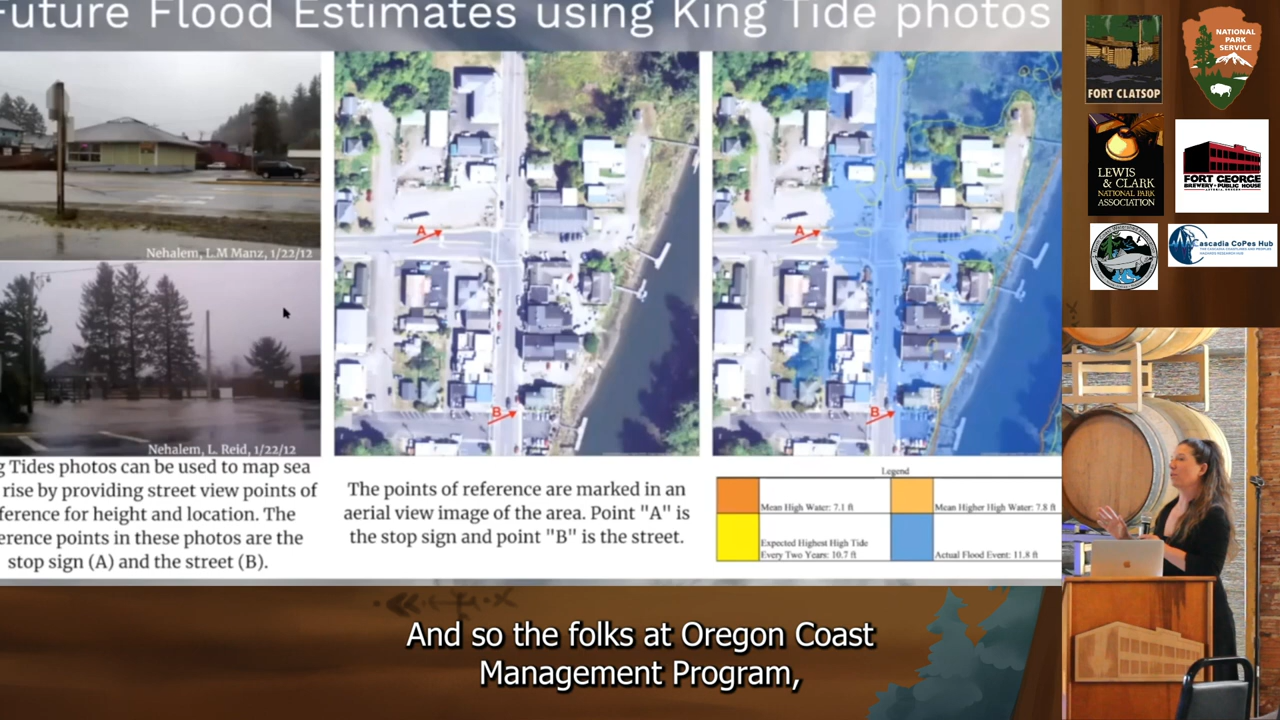 Future Flood Estimates using King Tide photos
Nehalem, L.M Manz, 1/22/12
Nehalem, L. Reid, 1/22/12
g Tides photos can be used to map sea
rise by providing street view points of
ference for height and location. The
erence points in these photos are the
stop sign (A) and the street (B).
A
B
The points of reference are marked in an
aerial view image of the area. Point "A" is
the stop sign and point "B" is the street.
A
B
Legend
Mean High Water: 7.1 ft
Mean Higher High Water: 7.8 ft
Expected Highest High Tide
Every Two Years: 10.7 ft
Actual Flood Event: 11.8 ft
FORT CLATSOP
NATIONAL
PARK
SERVICE
LEWIS
& CLARK
NATIONAL PARK
ASSOCIATION
FORT GEORGE
BREWERY + PUBLIC HOUSE
ASTORIA, OREGON
Cascadia CoPes Hub
And so the folks at Oregon Coast
Management Program,